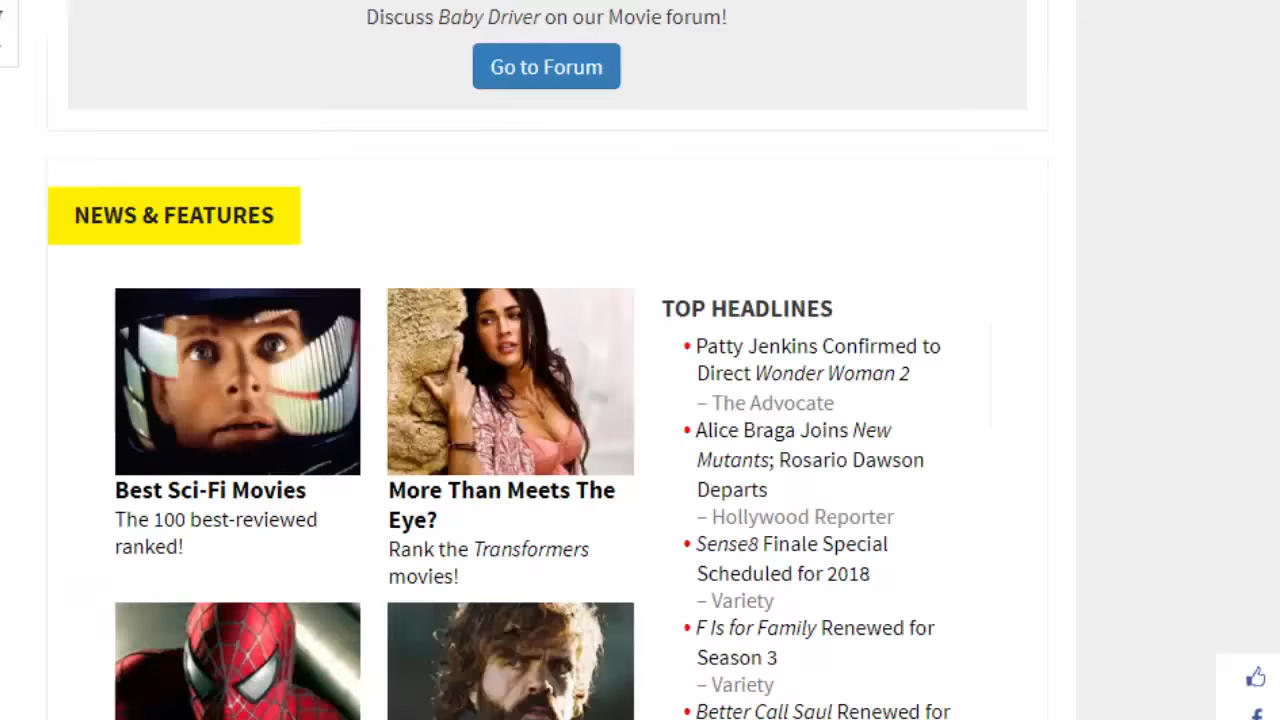 Discuss Baby Driver on our Movie forum!
Go to Forum
NEWS & FEATURES
Best Sci-Fi Movies
The 100 best-reviewed
ranked!
More Than Meets The
Eye?
Rank the Transformers
movies!
TOP HEADLINES
• Patty Jenkins Confirmed to
Direct Wonder Woman 2
– The Advocate
• Alice Braga Joins New
Mutants; Rosario Dawson
Departs
– Hollywood Reporter
• Sense8 Finale Special
Scheduled for 2018
– Variety
• F Is for Family Renewed for
Season 3
– Variety
• Better Call Saul Renewed for